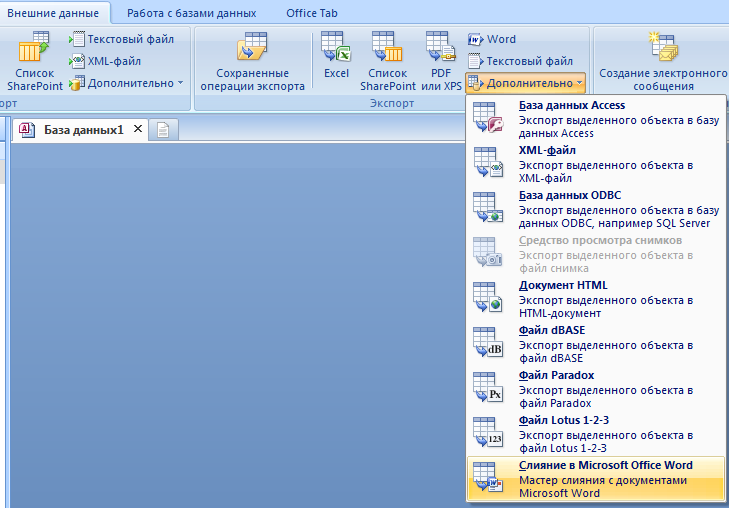 Внешние данные
Работа с базами данных
Office Tab
Список SharePoint
Текстовый файл
XML-файл
Дополнительно
орт
Сохраненные операции экспорта
Excel
Список SharePoint
PDF или XPS
Word
Текстовый файл
Дополнительно
Экспорт
Создание электронного сообщения
База данных1
База данных Access
Экспорт выделенного объекта в базу
данных Access
XML-файл
Экспорт выделенного объекта в
XML-файл
База данных ODBC
Экспорт выделенного объекта в базу
данных ODBC, например SQL Server
Средство просмотра снимков
Экспорт выделенного объекта в
файл снимка
Документ HTML
Экспорт выделенного объекта в
HTML-документ
Файл dBASE
Экспорт выделенного объекта в
файл dBASE
dB
Файл Paradox
Экспорт выделенного объекта в
файл Paradox
Px
Файл Lotus 1-2-3
Экспорт выделенного объекта в
файл Lotus 1-2-3
123
Слияние в Microsoft Office Word
Мастер слияния с документами
Microsoft Word